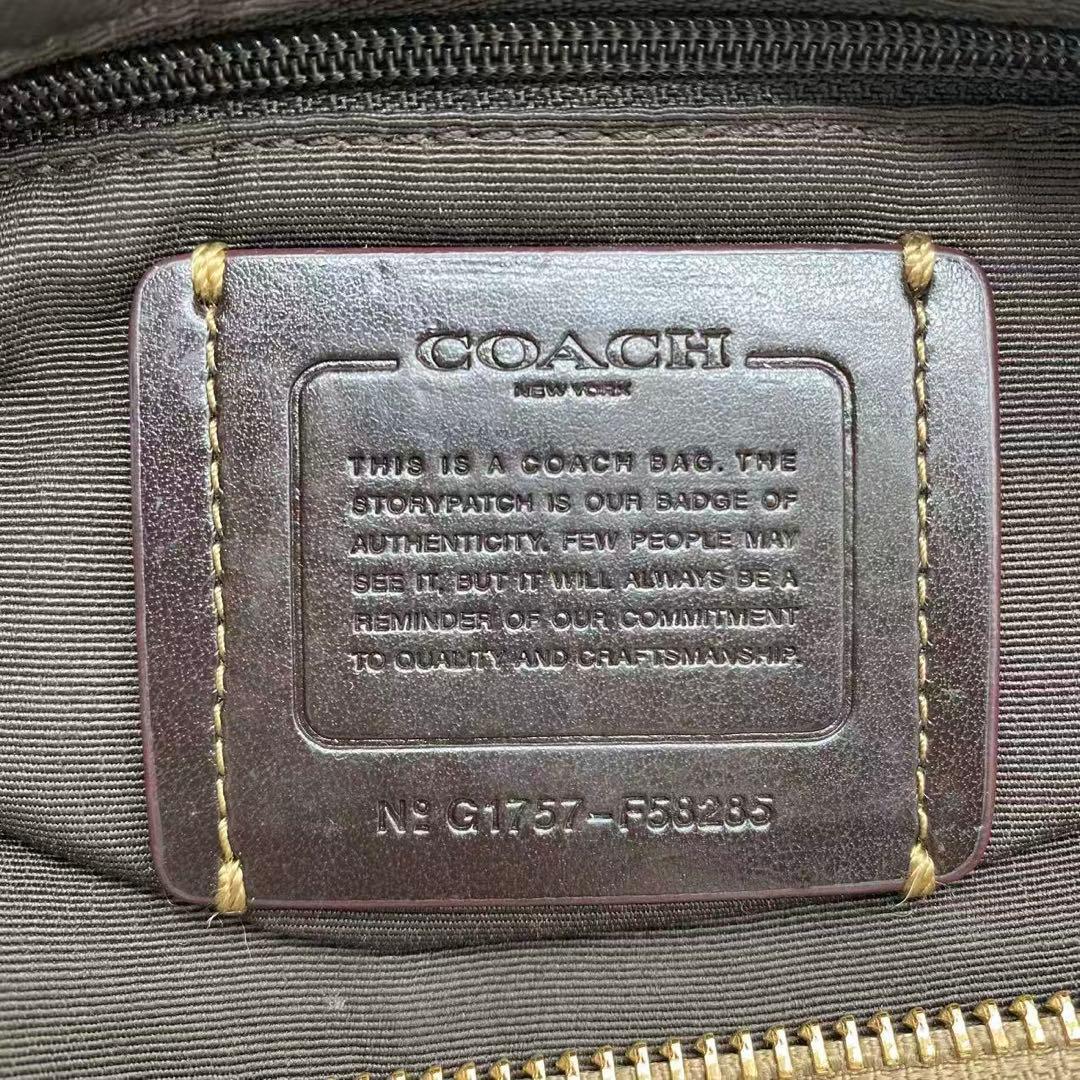 COACH
NEW YORK
THIS IS A COACH BAG. THE
STORYPATCH IS OUR BADGE OF
AUTHENTICITY. FEW PEOPLE MAY
SEE IT, BUT IT WILL ALWAYS BE A
REMINDER OF OUR COMMITMENT
TO QUALITY AND CRAFTSMANSHIP.
Nº G1757-F58285